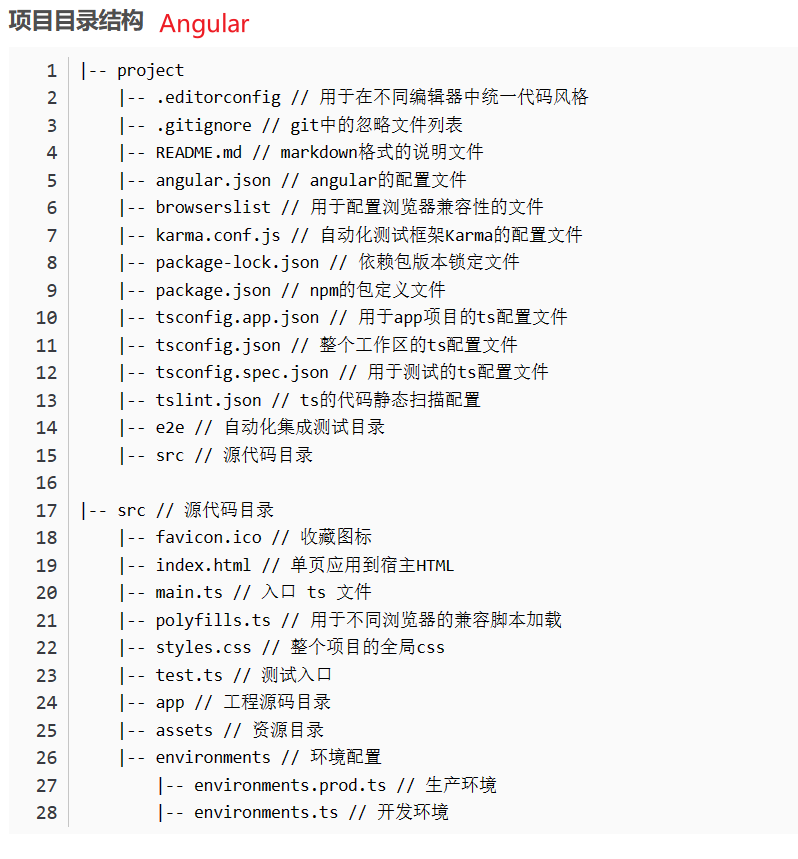 项目目录结构 Angular
1 |-- project
2 |-- .editorconfig // 用于在不同编辑器中统一代码风格
3 |-- .gitignore // git中的忽略文件列表
4 |-- README.md // markdown格式的说明文件
5 |-- angular.json // angular的配置文件
6 |-- browserslist // 用于配置浏览器兼容性的文件
7 |-- karma.conf.js // 自动化测试框架Karma的配置文件
8 |-- package-lock.json // 依赖包版本锁定文件
9 |-- package.json // npm的包定义文件
10 |-- tsconfig.app.json // 用于app项目的ts配置文件
11 |-- tsconfig.json // 整个工作区的ts配置文件
12 |-- tsconfig.spec.json // 用于测试的ts配置文件
13 |-- tslint.json // ts的代码静态扫描配置
14 |-- e2e // 自动化集成测试目录
15 |-- src // 源代码目录
16
17 |-- src // 源代码目录
18 |-- favicon.ico // 收藏图标
19 |-- index.html // 单页应用到宿主HTML
20 |-- main.ts // 入口 ts 文件
21 |-- polyfills.ts // 用于不同浏览器的兼容脚本加载
22 |-- styles.css // 整个项目的全局css
23 |-- test.ts // 测试入口
24 |-- app // 工程源码目录
25 |-- assets // 资源目录
26 |-- environments // 环境配置
27 |-- environments.prod.ts // 生产环境
28 |-- environments.ts // 开发环境